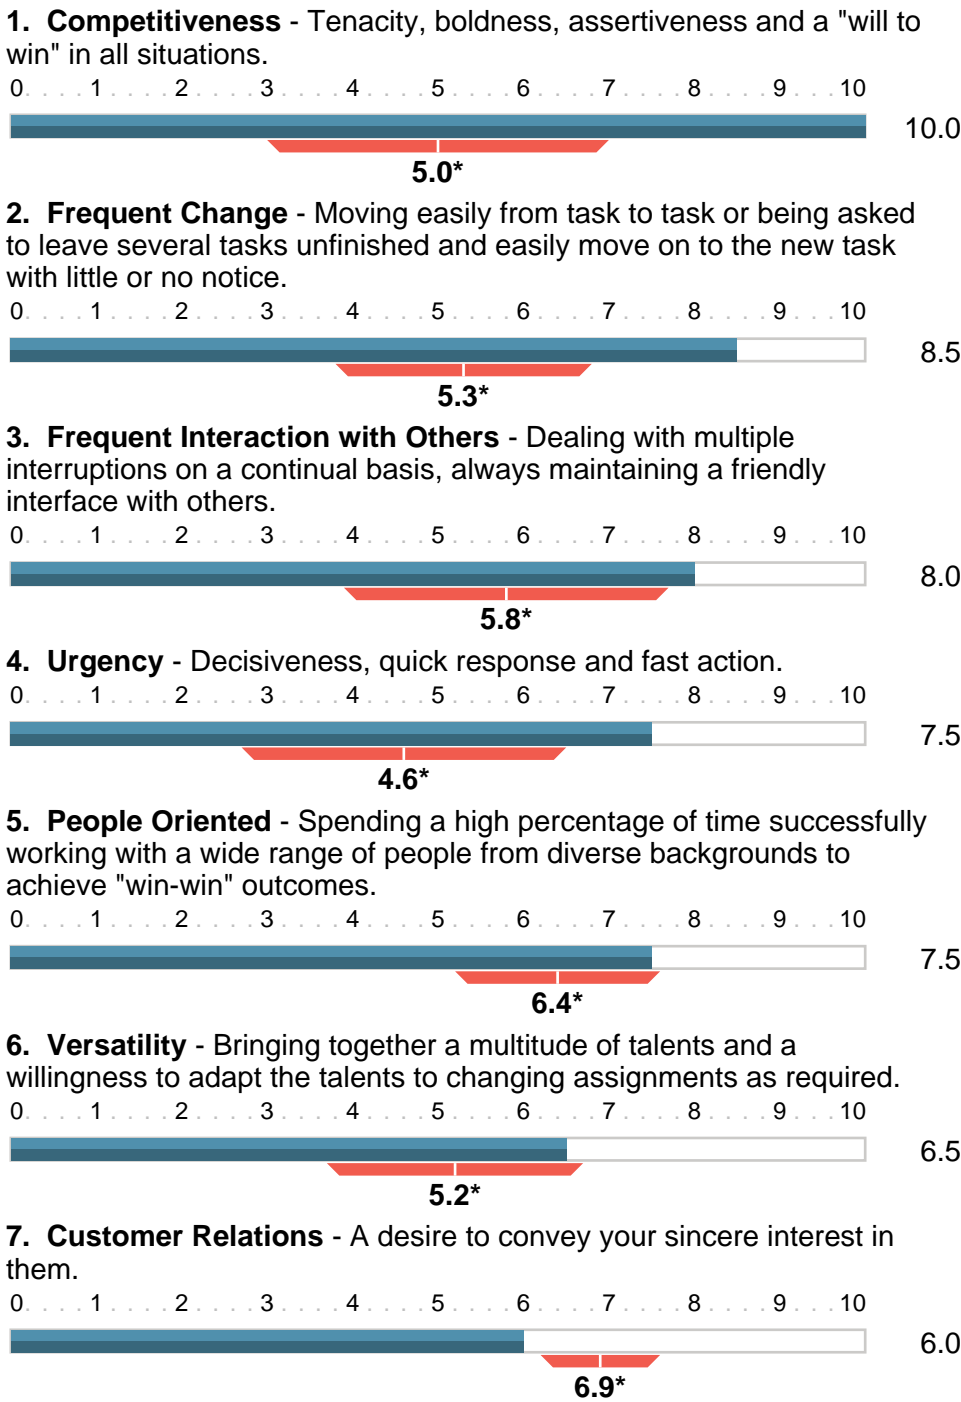 1. Competitiveness - Tenacity, boldness, assertiveness and a "will to
win" in all situations.
0. . . . 1 . . . . 2 . . . . 3 . . . . 4 . . . . 5 . . . . 6 . . . . 7 . . . . 8 . . . . 9 . . . 10
10.0
5.0*
2. Frequent Change - Moving easily from task to task or being asked
to leave several tasks unfinished and easily move on to the new task
with little or no notice.
0. . . . 1 . . . . 2 . . . . 3 . . . . 4 . . . . 5 . . . . 6 . . . . 7 . . . . 8 . . . . 9 . . . 10
8.5
5.3*
3. Frequent Interaction with Others - Dealing with multiple
interruptions on a continual basis, always maintaining a friendly
interface with others.
0. . . . 1 . . . . 2 . . . . 3 . . . . 4 . . . . 5 . . . . 6 . . . . 7 . . . . 8 . . . . 9 . . . 10
8.0
5.8*
4. Urgency - Decisiveness, quick response and fast action.
0. . . . 1 . . . . 2 . . . . 3 . . . . 4 . . . . 5 . . . . 6 . . . . 7 . . . . 8 . . . . 9 . . . 10
7.5
4.6*
5. People Oriented - Spending a high percentage of time successfully
working with a wide range of people from diverse backgrounds to
achieve "win-win" outcomes.
0. . . . 1 . . . . 2 . . . . 3 . . . . 4 . . . . 5 . . . . 6 . . . . 7 . . . . 8 . . . . 9 . . . 10
7.5
6.4*
6. Versatility - Bringing together a multitude of talents and a
willingness to adapt the talents to changing assignments as required.
0. . . . 1 . . . . 2 . . . . 3 . . . . 4 . . . . 5 . . . . 6 . . . . 7 . . . . 8 . . . . 9 . . . 10
6.5
5.2*
7. Customer Relations - A desire to convey your sincere interest in
them.
0. . . . 1 . . . . 2 . . . . 3 . . . . 4 . . . . 5 . . . . 6 . . . . 7 . . . . 8 . . . . 9 . . . 10
6.0
6.9*